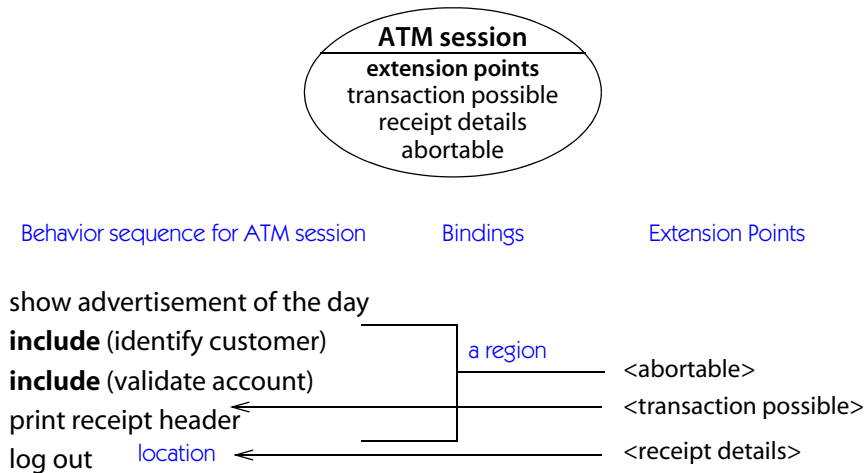 ATM session
extension points
transaction possible
receipt details
abortable
Behavior sequence for ATM session Bindings Extension Points
show advertisement of the day
include (identify customer)
a region
<abortable>
include (validate account)
<transaction possible>
print receipt header
log out location <receipt details>